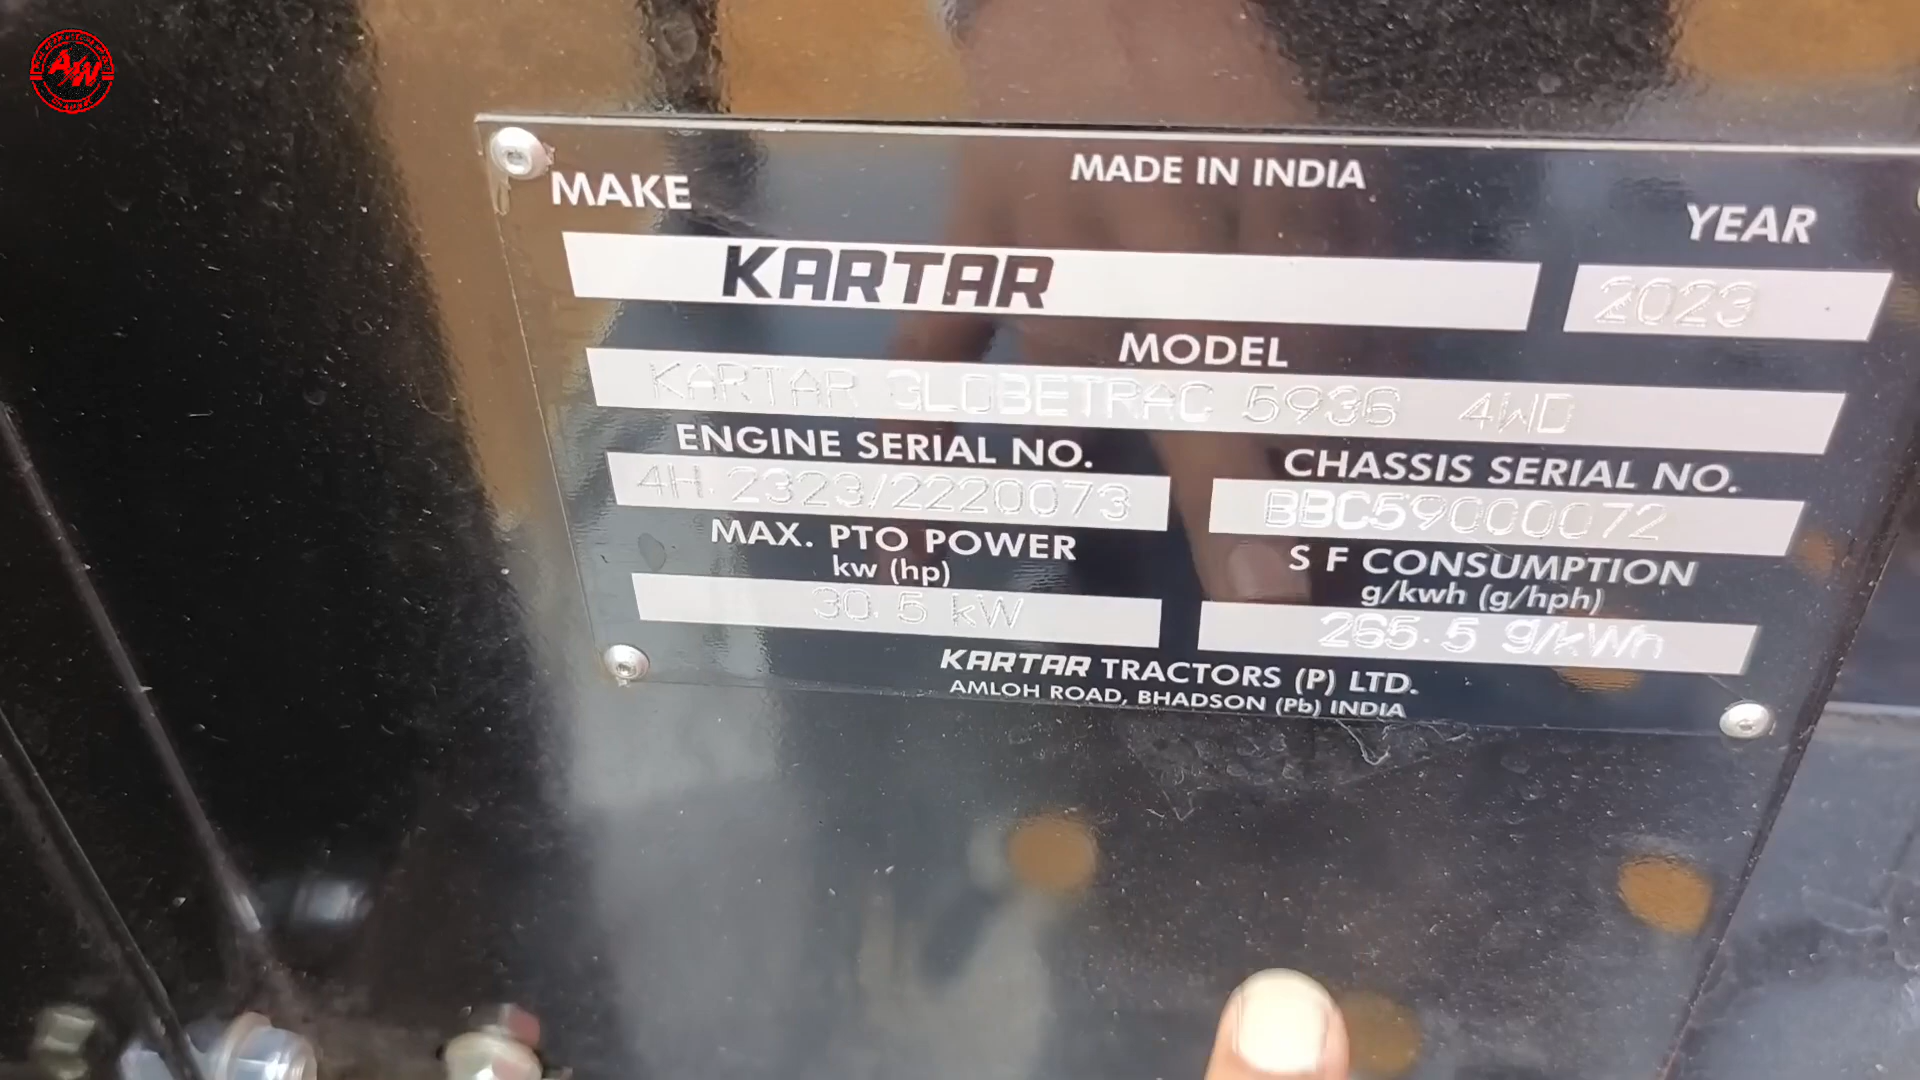 AW
MADE IN INDIA
MAKE
YEAR
KARTAR
2023
MODEL
KARTAR GLOBETRAC 5936 4WD
ENGINE SERIAL NO.
CHASSIS SERIAL NO.
4H.2323/2220073
BBC59000072
MAX. PTO POWER
kw (hp)
S F CONSUMPTION
g/kwh (g/hph)
30.5 kW
265.5 g/kWh
KARTAR TRACTORS (P) LTD.
AMLOH ROAD, BHADSON (Pb) INDIA